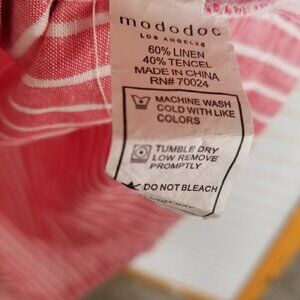 mododoc
LOS ANGELES
60% LINEN
40% TENCEL
MADE IN CHINA
RN# 70024
MACHINE WASH
COLD WITH LIKE
COLORS
TUMBLE DRY
LOW REMOVE
PROMPTLY
DO NOT BLEACH